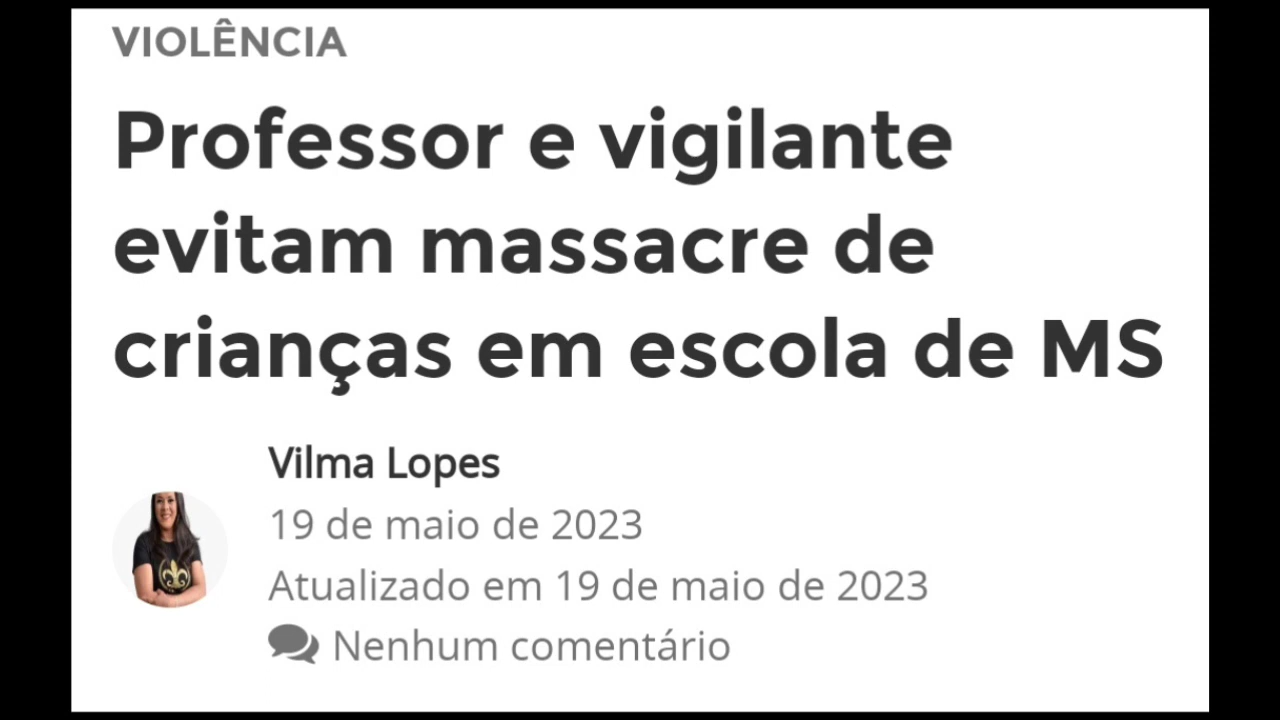 VIOLÊNCIA
Professor e vigilante
evitam massacre de
crianças em escola de MS
Vilma Lopes
19 de maio de 2023
Atualizado em 19 de maio de 2023
Nenhum comentário